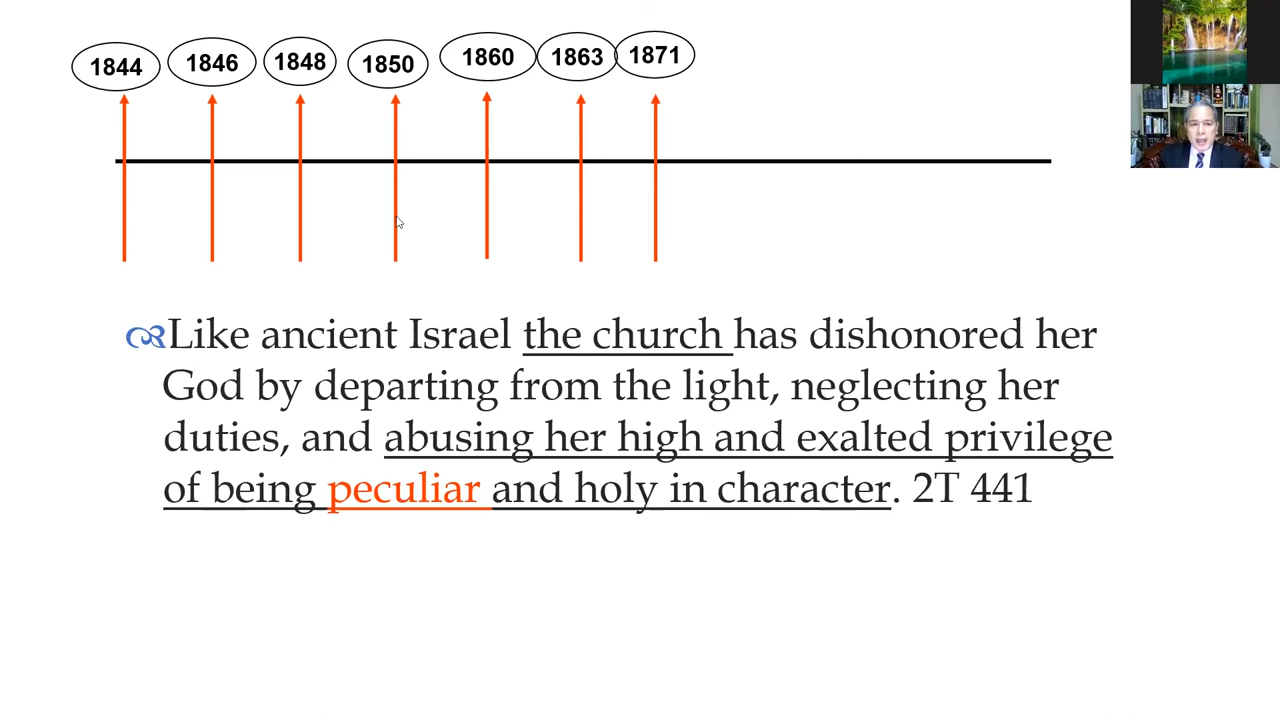 1844 1846 1848 1850 1860 1863 1871
Like ancient Israel the church has dishonored her
God by departing from the light, neglecting her
duties, and abusing her high and exalted privilege
of being peculiar and holy in character. 2T 441